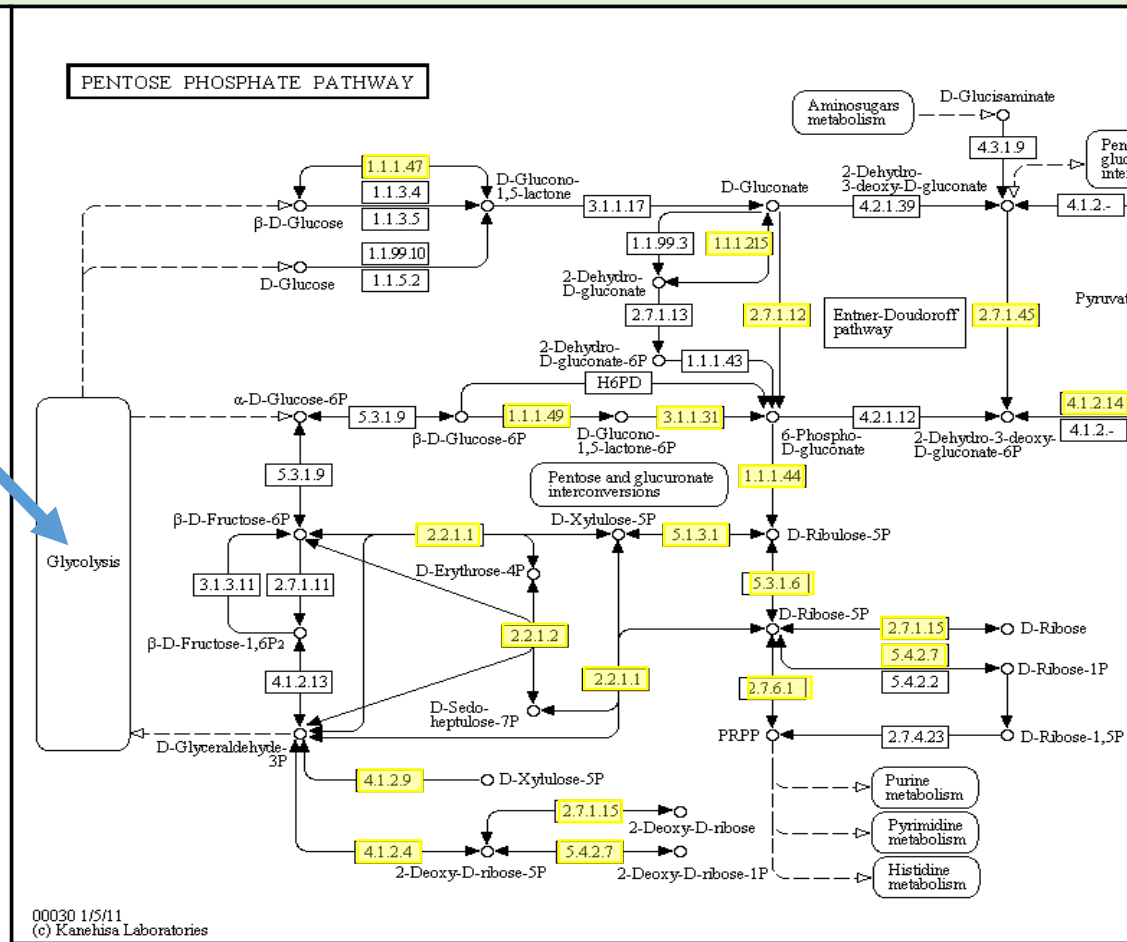 PENTOSE PHOSPHATE PATHWAY
D-Glucisaminate
Aminosugars
metabolism
4.3.1.9
Pen
gluc
inter
1.1.1.47
1.1.3.4
1.1.3.5
β-D-Glucose
D-Glucono-
1,5-lactone
3.1.1.17
D-Gluconate
2-Dehydro-
3-deoxy-D-gluconate
4.2.1.39
4.1.2.-
1.1.99.10
1.1.5.2
D-Glucose
1.1.99.3
1.1.1.215
2-Dehydro-
D-gluconate
2.7.1.13
2.7.1.12
Entner-Doudoroff
pathway
2.7.1.45
Pyruvat
2-Dehydro-
D-gluconate-6P
1.1.1.43
H6PD
α-D-Glucose-6P
5.3.1.9
β-D-Glucose-6P
1.1.1.49
D-Glucono-
1,5-lactone-6P
3.1.1.31
6-Phospho-
D-gluconate
4.2.1.12
2-Dehydro-3-deoxy-
D-gluconate-6P
4.1.2.14
4.1.2.-
5.3.1.9
Pentose and glucuronate
interconversions
1.1.1.44
β-D-Fructose-6P
2.2.1.1
D-Xylulose-5P
5.1.3.1
D-Ribulose-5P
Glycolysis
3.1.3.11
2.7.1.11
D-Erythrose-4P
5.3.1.6
β-D-Fructose-1,6P2
2.2.1.2
D-Ribose-5P
2.7.1.15
D-Ribose
5.4.2.7
5.4.2.2
D-Ribose-1P
4.1.2.13
2.2.1.1
2.7.6.1
D-Sedo-
heptulose-7P
D-Glyceraldehyde-
3P
PRPP
2.7.4.23
D-Ribose-1,5P
4.1.2.9
D-Xylulose-5P
Purine
metabolism
2.7.1.15
2-Deoxy-D-ribose
Pyrimidine
metabolism
4.1.2.4
2-Deoxy-D-ribose-5P
5.4.2.7
2-Deoxy-D-ribose-1P
Histidine
metabolism
00030 1/5/11
(c) Kanehisa Laboratories